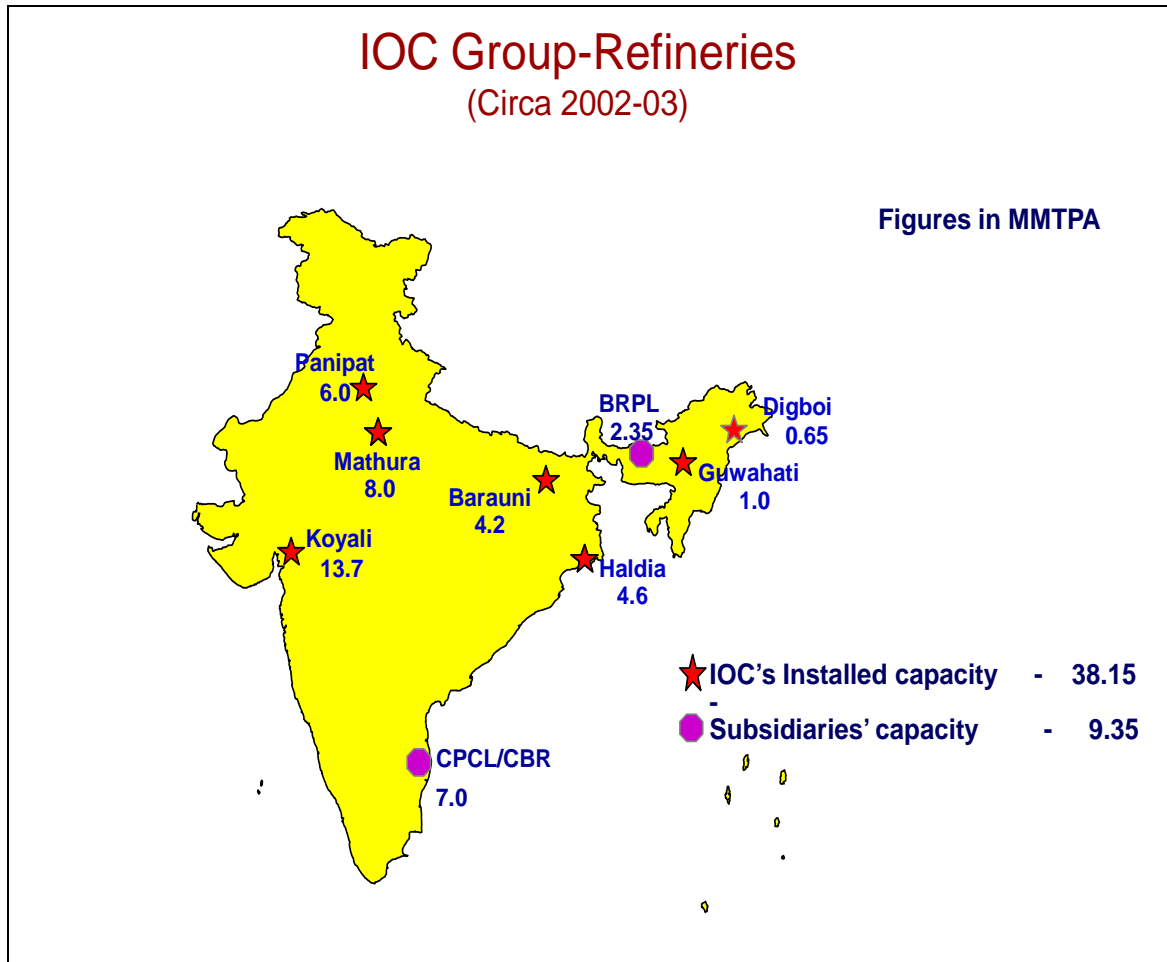 IOC Group-Refineries
(Circa 2002-03)
Figures in MMTPA
Panipat
6.0
BRPL
2.35
Digboi
0.65
Mathura
8.0
Barauni
4.2
Guwahati
1.0
Koyali
13.7
Haldia
4.6
IOC's Installed capacity - 38.15
-
Subsidiaries' capacity - 9.35
CPCL/CBR
7.0